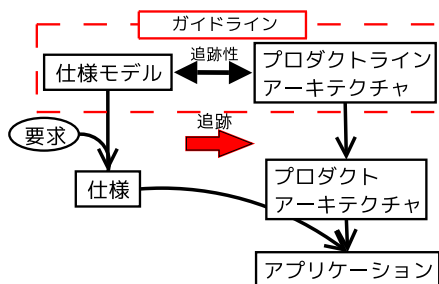 ガイドライン
仕様モデル
追跡性
プロダクトライン
アーキテクチャ
要求
追跡
仕様
プロダクト
アーキテクチャ
アプリケーション